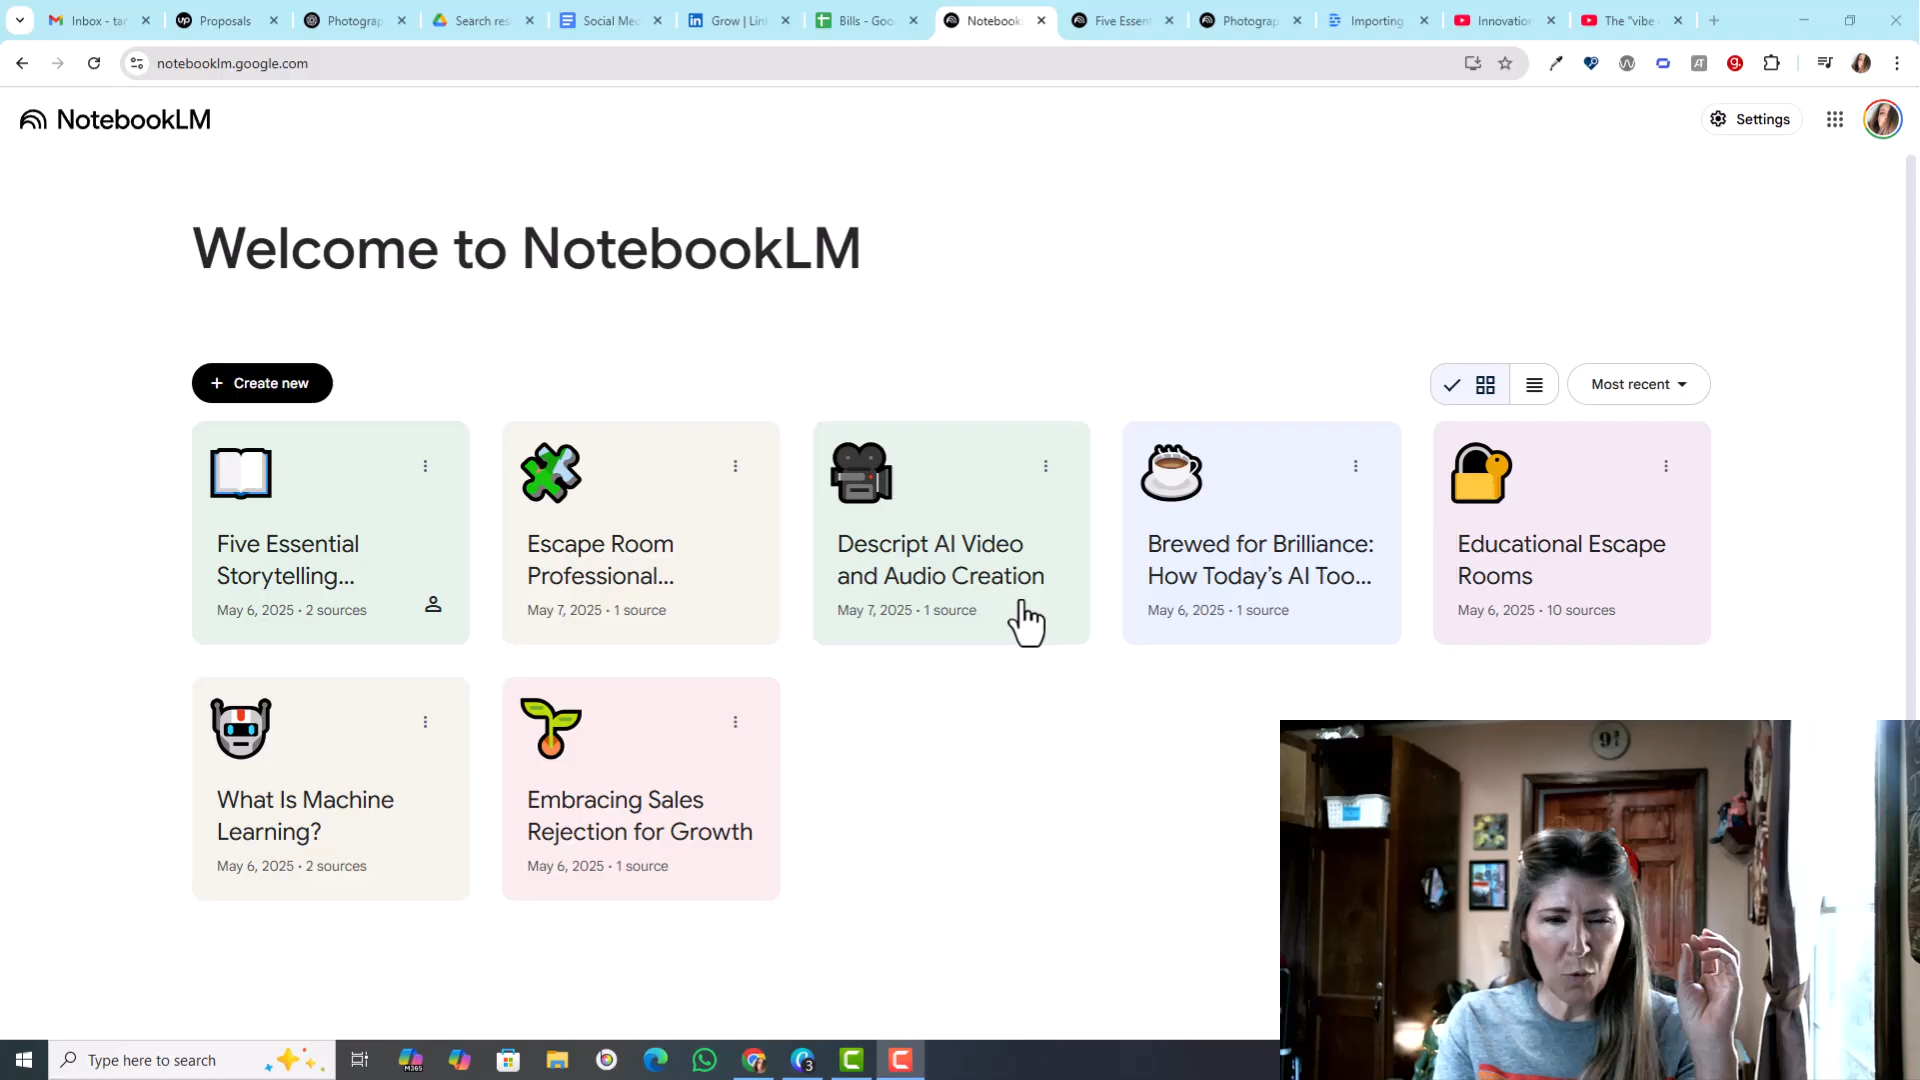 Inbox - tar
Proposals
Photograp
Search res
Social Med
Grow | Lin
Bills - Goo
Notebook
Five Essent
Photograp
Importing
Innovation
The "vibe
notebooklm.google.com
NotebookLM
Settings
Welcome to NotebookLM
+ Create new
Most recent
Five Essential
Storytelling...
May 6, 2025 • 2 sources
Escape Room
Professional...
May 7, 2025 • 1 source
Descript AI Video
and Audio Creation
May 7, 2025 • 1 source
Brewed for Brilliance:
How Today's AI Too...
May 6, 2025 • 1 source
Educational Escape
Rooms
May 6, 2025 • 10 sources
What Is Machine
Learning?
May 6, 2025 • 2 sources
Embracing Sales
Rejection for Growth
May 6, 2025 • 1 source
Type here to search
M365
3